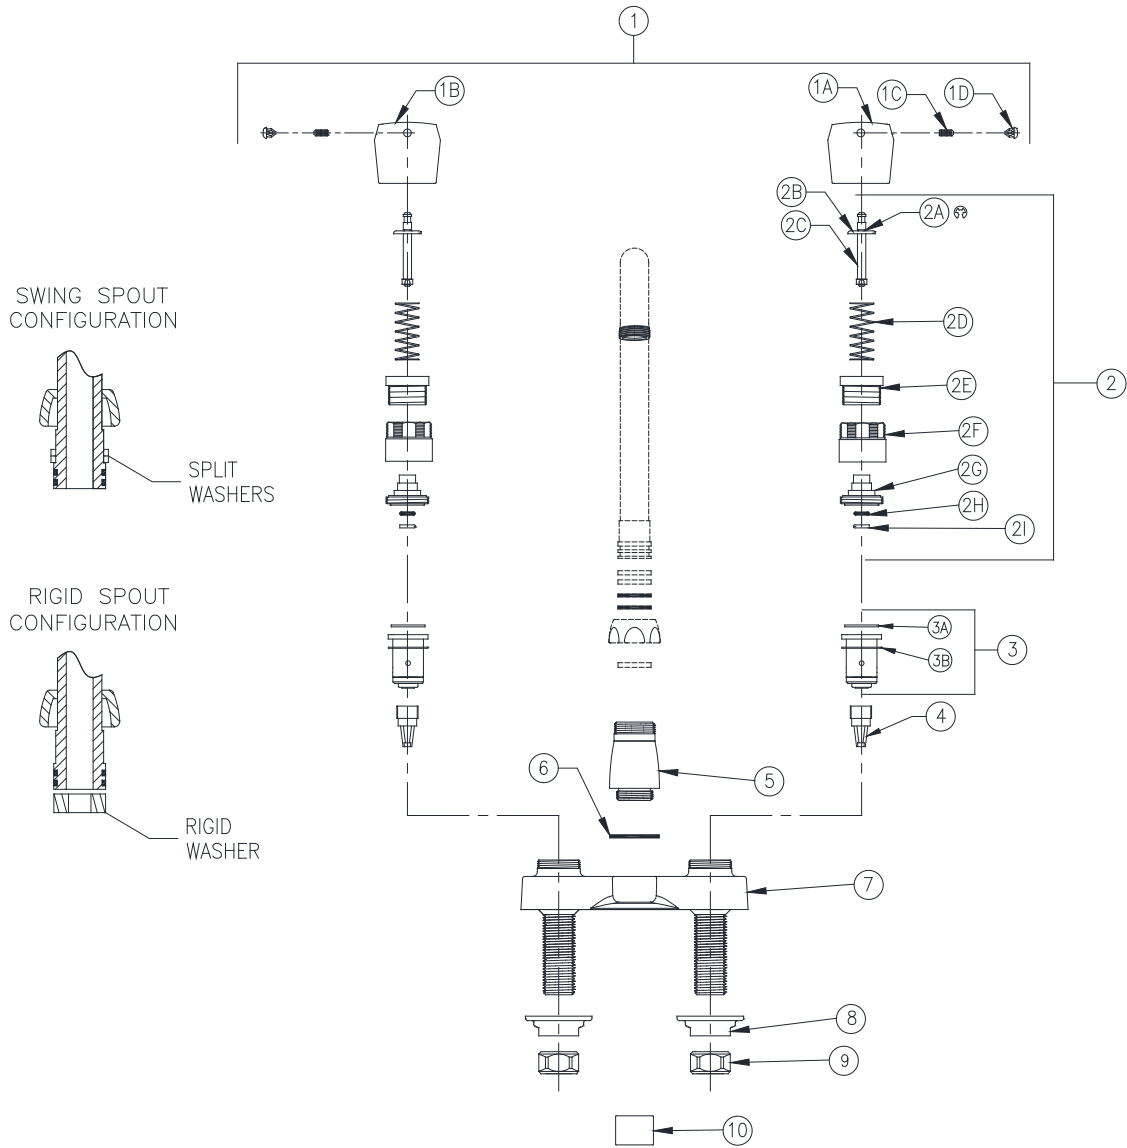 1
1B
1A
1C
1D
2B
2A
2C
SWING SPOUT
CONFIGURATION
2D
2
2E
2F
SPLIT
WASHERS
2G
2H
2I
RIGID SPOUT
CONFIGURATION
3A
3
3B
4
6
5
RIGID
WASHER
7
8
9
10